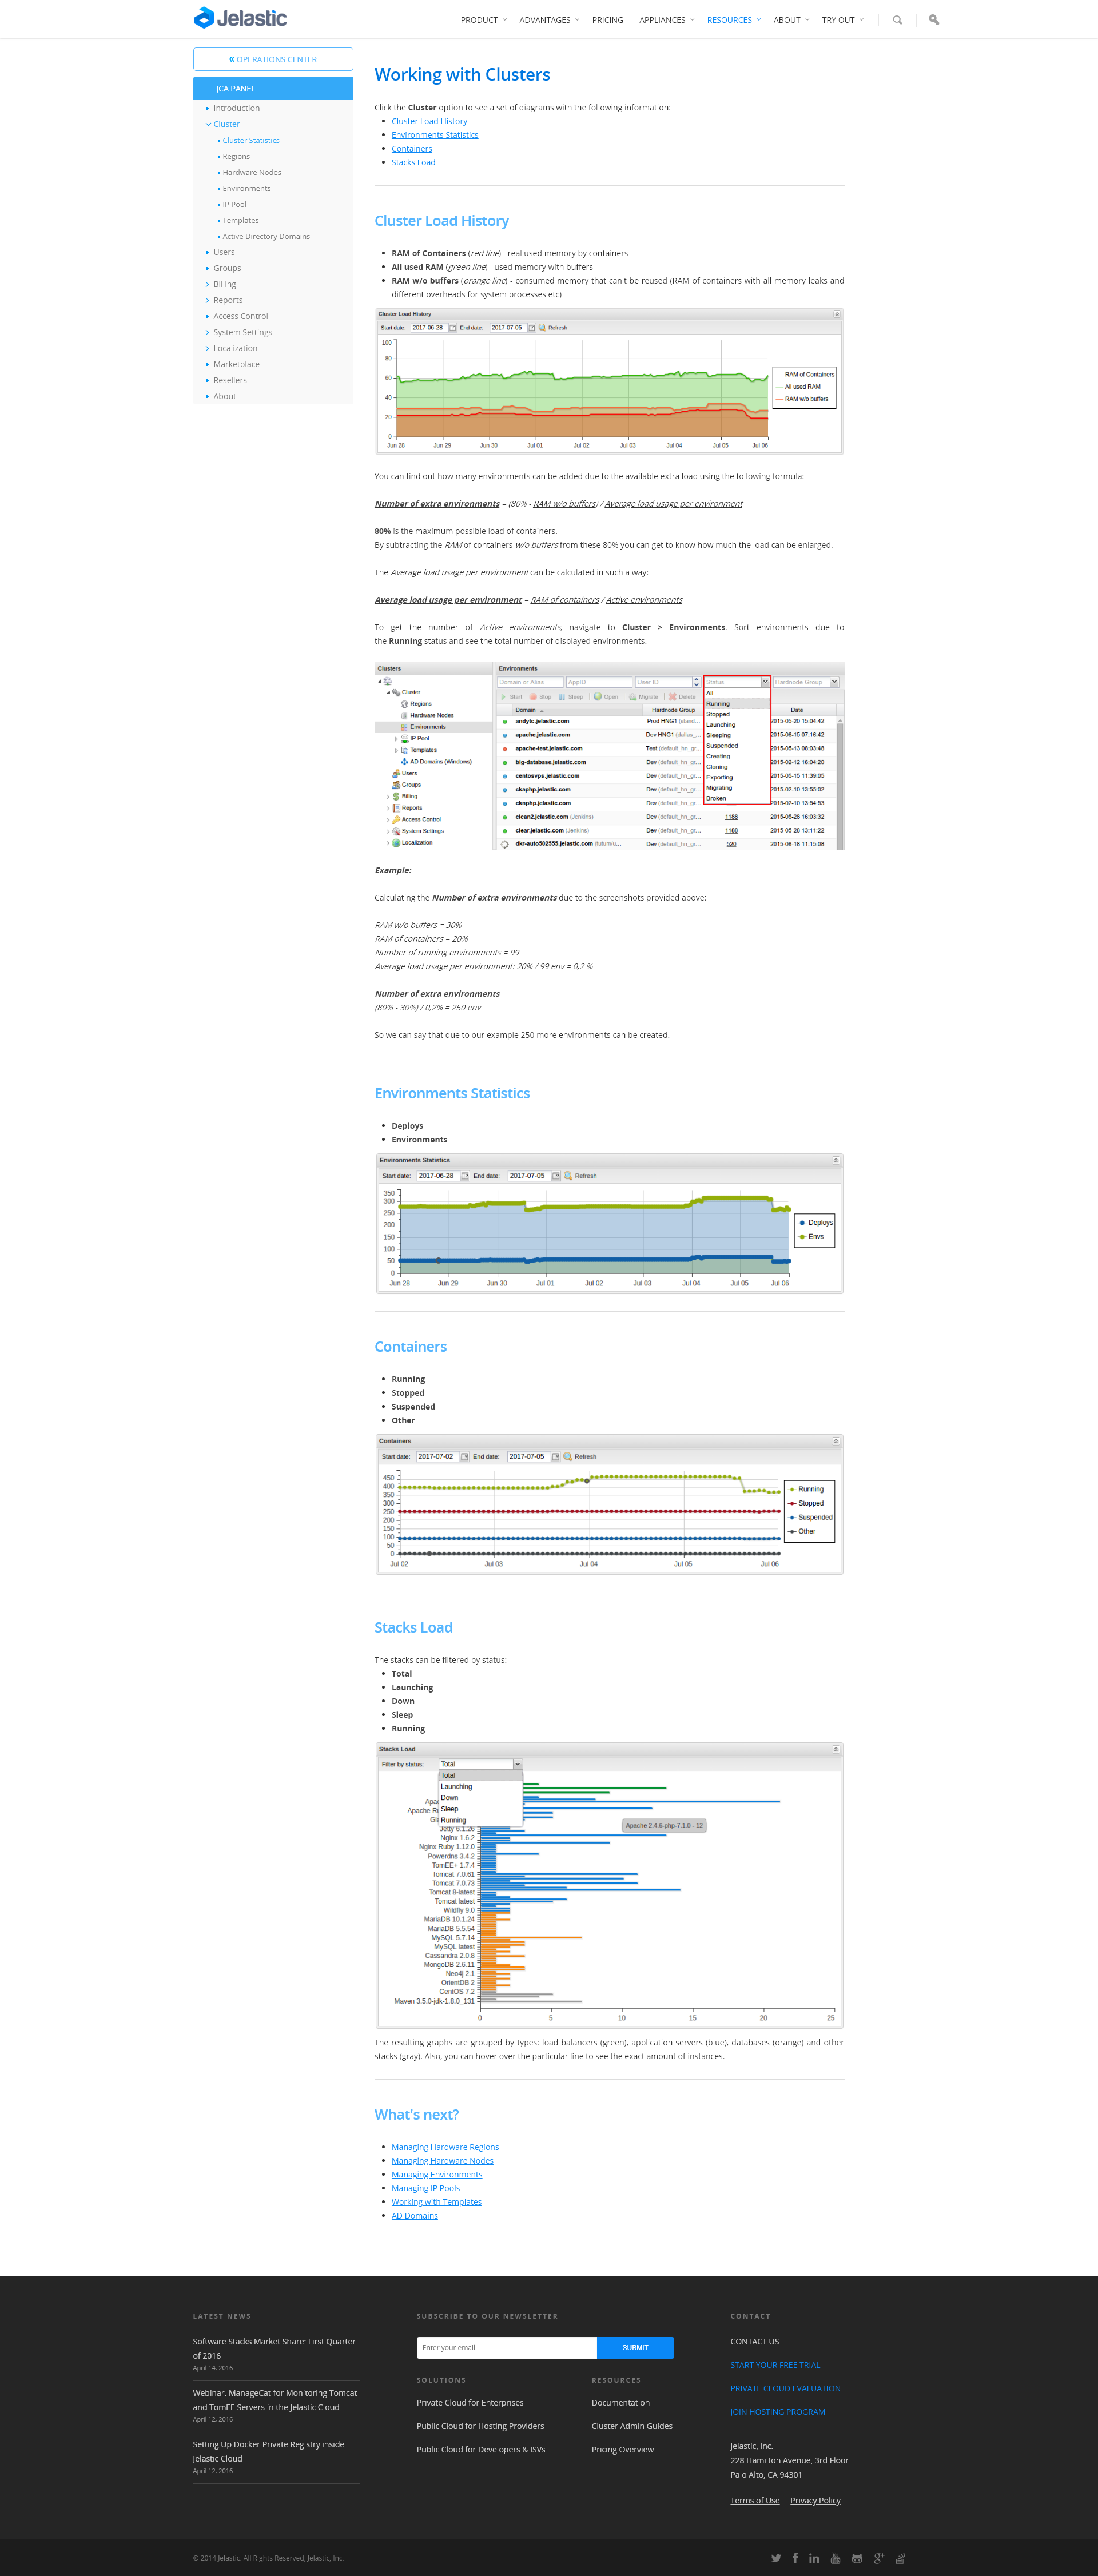 Jelastic
PRODUCT ADVANTAGES PRICING APPLIANCES RESOURCES ABOUT TRY OUT
« OPERATIONS CENTER
JCA PANEL
Introduction
Cluster
Cluster Statistics
Regions
Hardware Nodes
Environments
IP Pool
Templates
Active Directory Domains
Users
Groups
Billing
Reports
Access Control
System Settings
Localization
Marketplace
Resellers
About
Working with Clusters
Click the Cluster option to see a set of diagrams with the following information:
Cluster Load History
Environments Statistics
Containers
Stacks Load
Cluster Load History
RAM of Containers (red line) - real used memory by containers
All used RAM (green line) - used memory with buffers
RAM w/o buffers (orange line) - consumed memory that can't be reused (RAM of containers with all memory leaks and
different overheads for system processes etc)
Cluster Load History
Start date: 2017-06-28 End date: 2017-07-05 Refresh
100
80
60
40
20
0
Jun 28 Jun 29 Jun 30 Jul 01 Jul 02 Jul 03 Jul 04 Jul 05 Jul 06
RAM of Containers
All used RAM
RAM w/o buffers
You can find out how many environments can be added due to the available extra load using the following formula:
Number of extra environments = (80% - RAM w/o buffers) / Average load usage per environment
80% is the maximum possible load of containers.
By subtracting the RAM of containers w/o buffers from these 80% you can get to know how much the load can be enlarged.
The Average load usage per environment can be calculated in such a way:
Average load usage per environment = RAM of containers / Active environments
To get the number of Active environments, navigate to Cluster > Environments. Sort environments due to
the Running status and see the total number of displayed environments.
Clusters
Cluster
Regions
Hardware Nodes
Environments
IP Pool
Templates
AD Domains (Windows)
Users
Groups
Billing
Reports
Access Control
System Settings
Localization
Environments
Domain or Alias AppID User ID Status Hardnode Group
Start Stop Sleep Open Migrate Delete
Domain Hardnode Group Date
andytc.jelastic.com Prod HNG1 (stand... 2015-05-20 15:04:42
apache.jelastic.com Dev HNG1 (dallas_... 2015-06-15 07:16:42
apache-test.jelastic.com Test (default_hn_gr... 2015-05-13 08:03:48
big-database.jelastic.com Dev (default_hn_gr... 2015-02-12 16:04:20
centosvps.jelastic.com Dev (default_hn_gr... 2015-05-15 11:39:05
ckaphp.jelastic.com Dev (default_hn_gr... 2015-02-10 13:55:02
cknphp.jelastic.com Dev (default_hn_gr... 2015-02-10 13:54:53
clean2.jelastic.com (Jenkins) Dev (default_hn_gr... 1188 2015-05-28 16:03:32
clear.jelastic.com (Jenkins) Dev (default_hn_gr... 1188 2015-05-28 13:11:22
dkr-auto502555.jelastic.com (tutum/u... Dev (default_hn_gr... 520 2015-06-18 11:15:08
All
Running
Stopped
Launching
Sleeping
Suspended
Creating
Cloning
Exporting
Migrating
Broken
Example:
Calculating the Number of extra environments due to the screenshots provided above:
RAM w/o buffers = 30%
RAM of containers = 20%
Number of running environments = 99
Average load usage per environment: 20% / 99 env = 0,2 %
Number of extra environments
(80% - 30%) / 0,2% = 250 env
So we can say that due to our example 250 more environments can be created.
Environments Statistics
Deploys
Environments
Environments Statistics
Start date: 2017-06-28 End date: 2017-07-05 Refresh
350
300
250
200
150
100
50
0
Jun 28 Jun 29 Jun 30 Jul 01 Jul 02 Jul 03 Jul 04 Jul 05 Jul 06
Deploys
Envs
Containers
Running
Stopped
Suspended
Other
Containers
Start date: 2017-07-02 End date: 2017-07-05 Refresh
450
400
350
300
250
200
150
100
50
0
Jul 02 Jul 03 Jul 04 Jul 05 Jul 06
Running
Stopped
Suspended
Other
Stacks Load
The stacks can be filtered by status:
Total
Launching
Down
Sleep
Running
Stacks Load
Filter by status: Total
Total
Launching
Down
Sleep
Running
Apache 2.4.6-php-7.1.0 - 12
Jetty 6.1.26
Nginx 1.6.2
Nginx Ruby 1.12.0
Powerdns 3.4.2
TomEE+ 1.7.4
Tomcat 7.0.61
Tomcat 7.0.73
Tomcat 8-latest
Tomcat latest
Wildfly 9.0
MariaDB 10.1.24
MariaDB 5.5.54
MySQL 5.7.14
MySQL latest
Cassandra 2.0.8
MongoDB 2.6.11
Neo4j 2.1
OrientDB 2
CentOS 7.2
Maven 3.5.0-jdk-1.8.0_131
0 5 10 15 20 25
The resulting graphs are grouped by types: load balancers (green), application servers (blue), databases (orange) and other
stacks (gray). Also, you can hover over the particular line to see the exact amount of instances.
What's next?
Managing Hardware Regions
Managing Hardware Nodes
Managing Environments
Managing IP Pools
Working with Templates
AD Domains
LATEST NEWS
Software Stacks Market Share: First Quarter
of 2016
April 14, 2016
Webinar: ManageCat for Monitoring Tomcat
and TomEE Servers in the Jelastic Cloud
April 12, 2016
Setting Up Docker Private Registry inside
Jelastic Cloud
April 12, 2016
SUBSCRIBE TO OUR NEWSLETTER
Enter your email SUBMIT
SOLUTIONS
Private Cloud for Enterprises
Public Cloud for Hosting Providers
Public Cloud for Developers & ISVs
RESOURCES
Documentation
Cluster Admin Guides
Pricing Overview
CONTACT
CONTACT US
START YOUR FREE TRIAL
PRIVATE CLOUD EVALUATION
JOIN HOSTING PROGRAM
Jelastic, Inc.
228 Hamilton Avenue, 3rd Floor
Palo Alto, CA 94301
Terms of Use Privacy Policy
© 2014 Jelastic. All Rights Reserved, Jelastic, Inc.